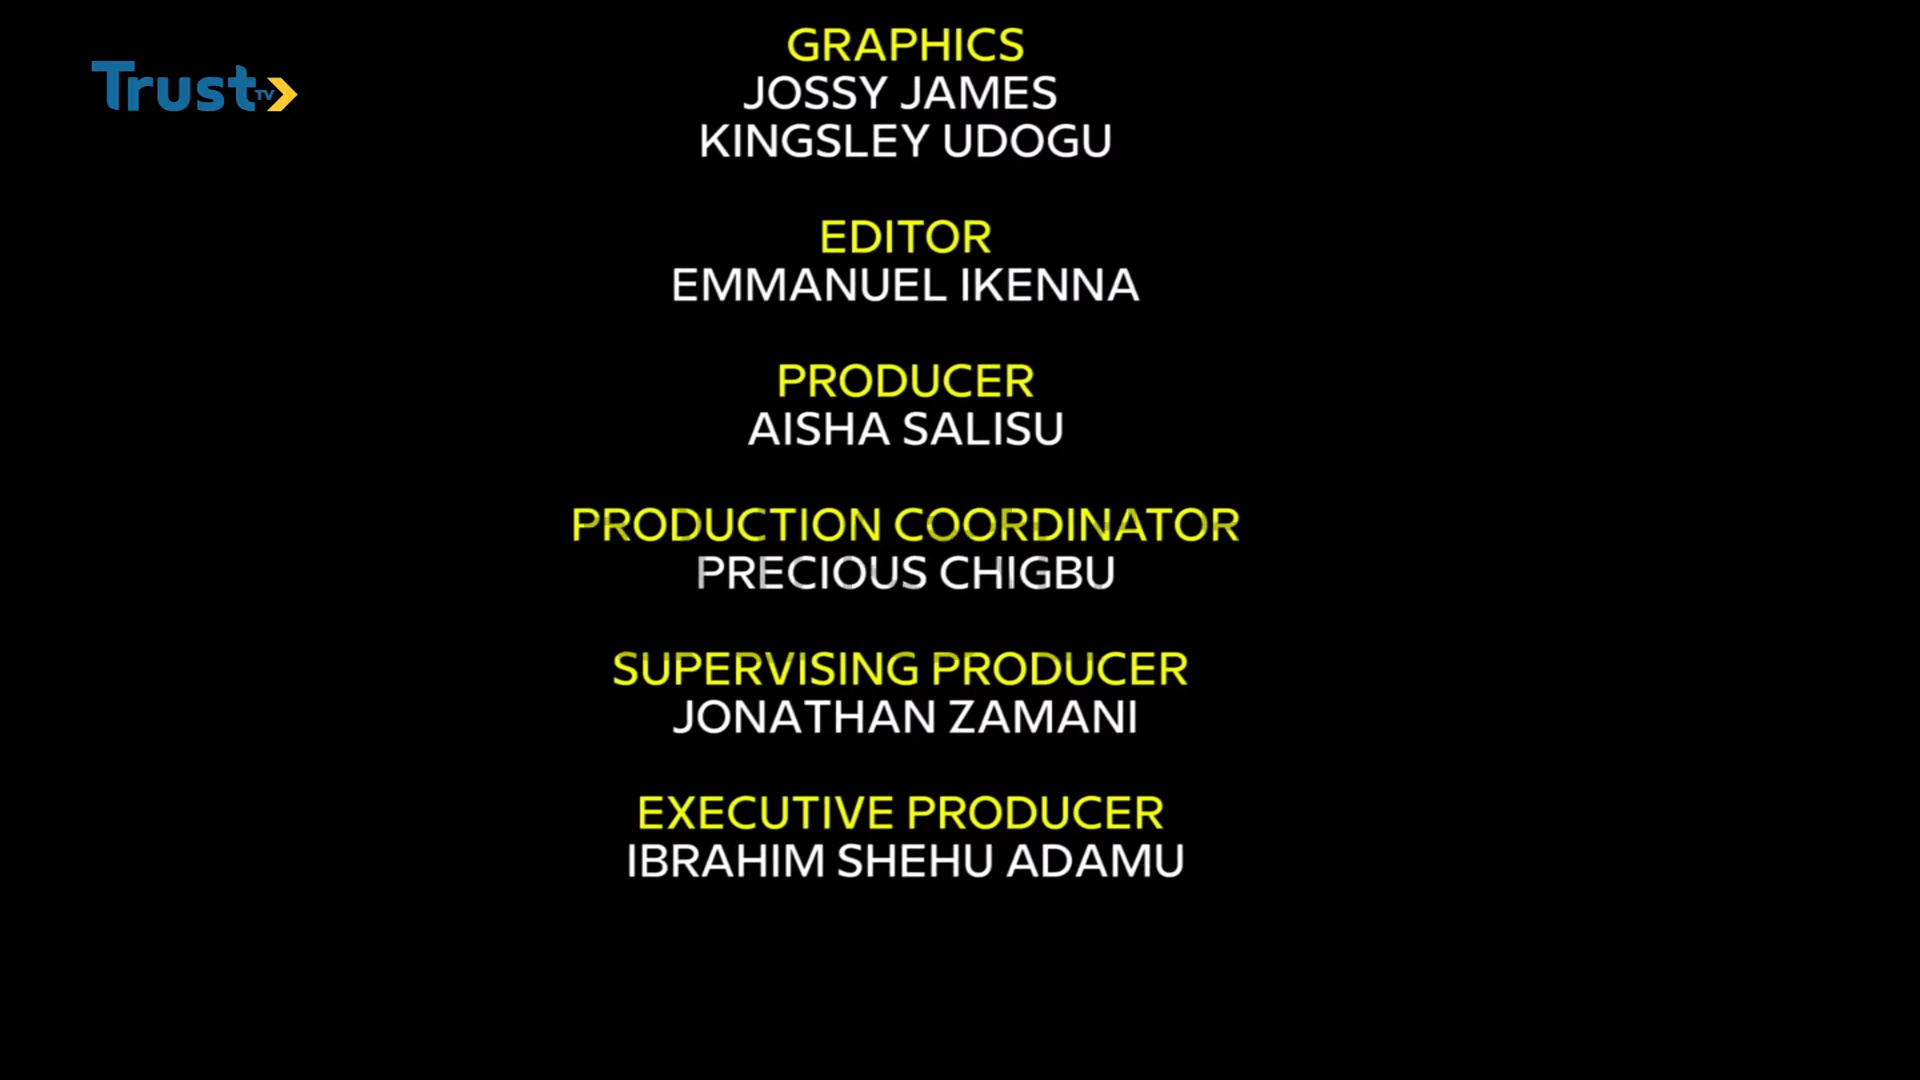 Trust TV
GRAPHICS
JOSSY JAMES
KINGSLEY UDOGU
EDITOR
EMMANUEL IKENNA
PRODUCER
AISHA SALISU
PRODUCTION COORDINATOR
PRECIOUS CHIGBU
SUPERVISING PRODUCER
JONATHAN ZAMANI
EXECUTIVE PRODUCER
IBRAHIM SHEHU ADAMU